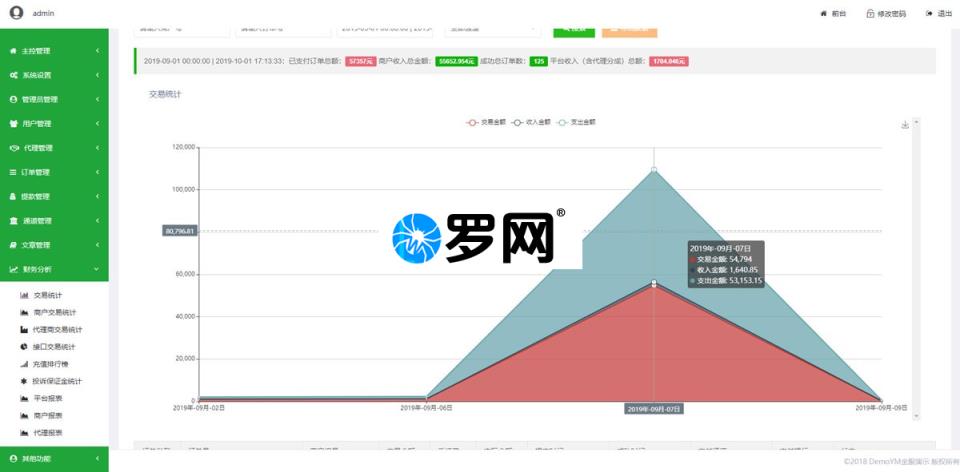 admin
前台
修改密码
退出
主控管理
系统设置
管理员管理
用户管理
代理管理
订单管理
提款管理
通道管理
文章管理
财务分析
交易统计
商户交易统计
代理商交易统计
接口交易统计
充值排行榜
投诉保证金统计
平台报表
商户报表
代理报表
其他功能
2019-09-01 00:00:00 | 2019-10-01 17:13:33：已支付订单总额：57357元 商户收入总金额：55652.954元 成功总订单数：125 平台收入（含代理分成）总额：1704.046元
交易统计
交易金额 收入金额 支出金额
120,000
100,000
80,796.81
60,000
40,000
20,000
0
罗网®
2019年-09月-07日
交易金额: 54,794
收入金额: 1,640.85
支出金额: 53,153.15
2019年-09月-02日
2019年-09月-06日
2019年-09月-07日
2019年-09月-09日
©2018 DemoYM金服演示 版权所有